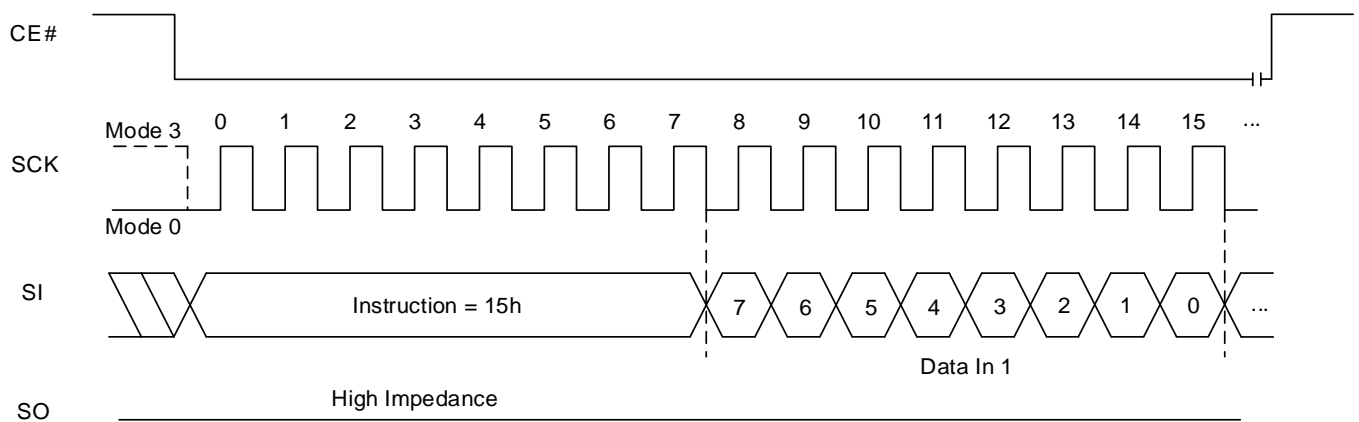 CE#
Mode 3 0 1 2 3 4 5 6 7 8 9 10 11 12 13 14 15 ...
SCK
Mode 0
SI Instruction = 15h 7 6 5 4 3 2 1 0 ...
Data In 1
High Impedance
SO